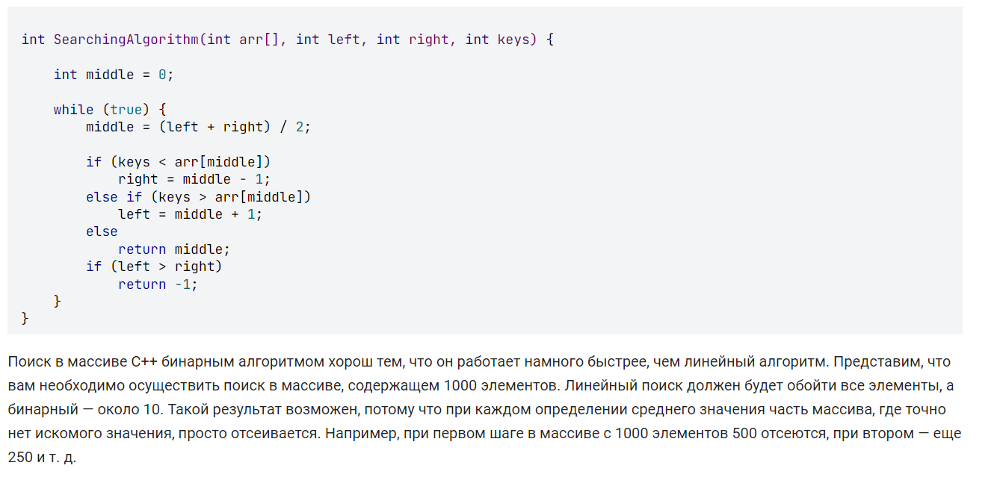 int SearchingAlgorithm(int arr[], int left, int right, int keys) {
int middle = 0;
while (true) {
middle = (left + right) / 2;
if (keys < arr[middle])
right = middle - 1;
else if (keys > arr[middle])
left = middle + 1;
else
return middle;
if (left > right)
return -1;
}
}
Поиск в массиве C++ бинарным алгоритмом хорош тем, что он работает намного быстрее, чем линейный алгоритм. Представим, что
вам необходимо осуществить поиск в массиве, содержащем 1000 элементов. Линейный поиск должен будет обойти все элементы, а
бинарный — около 10. Такой результат возможен, потому что при каждом определении среднего значения часть массива, где точно
нет искомого значения, просто отсеивается. Например, при первом шаге в массиве с 1000 элементов 500 отсеются, при втором — еще
250 и т. д.